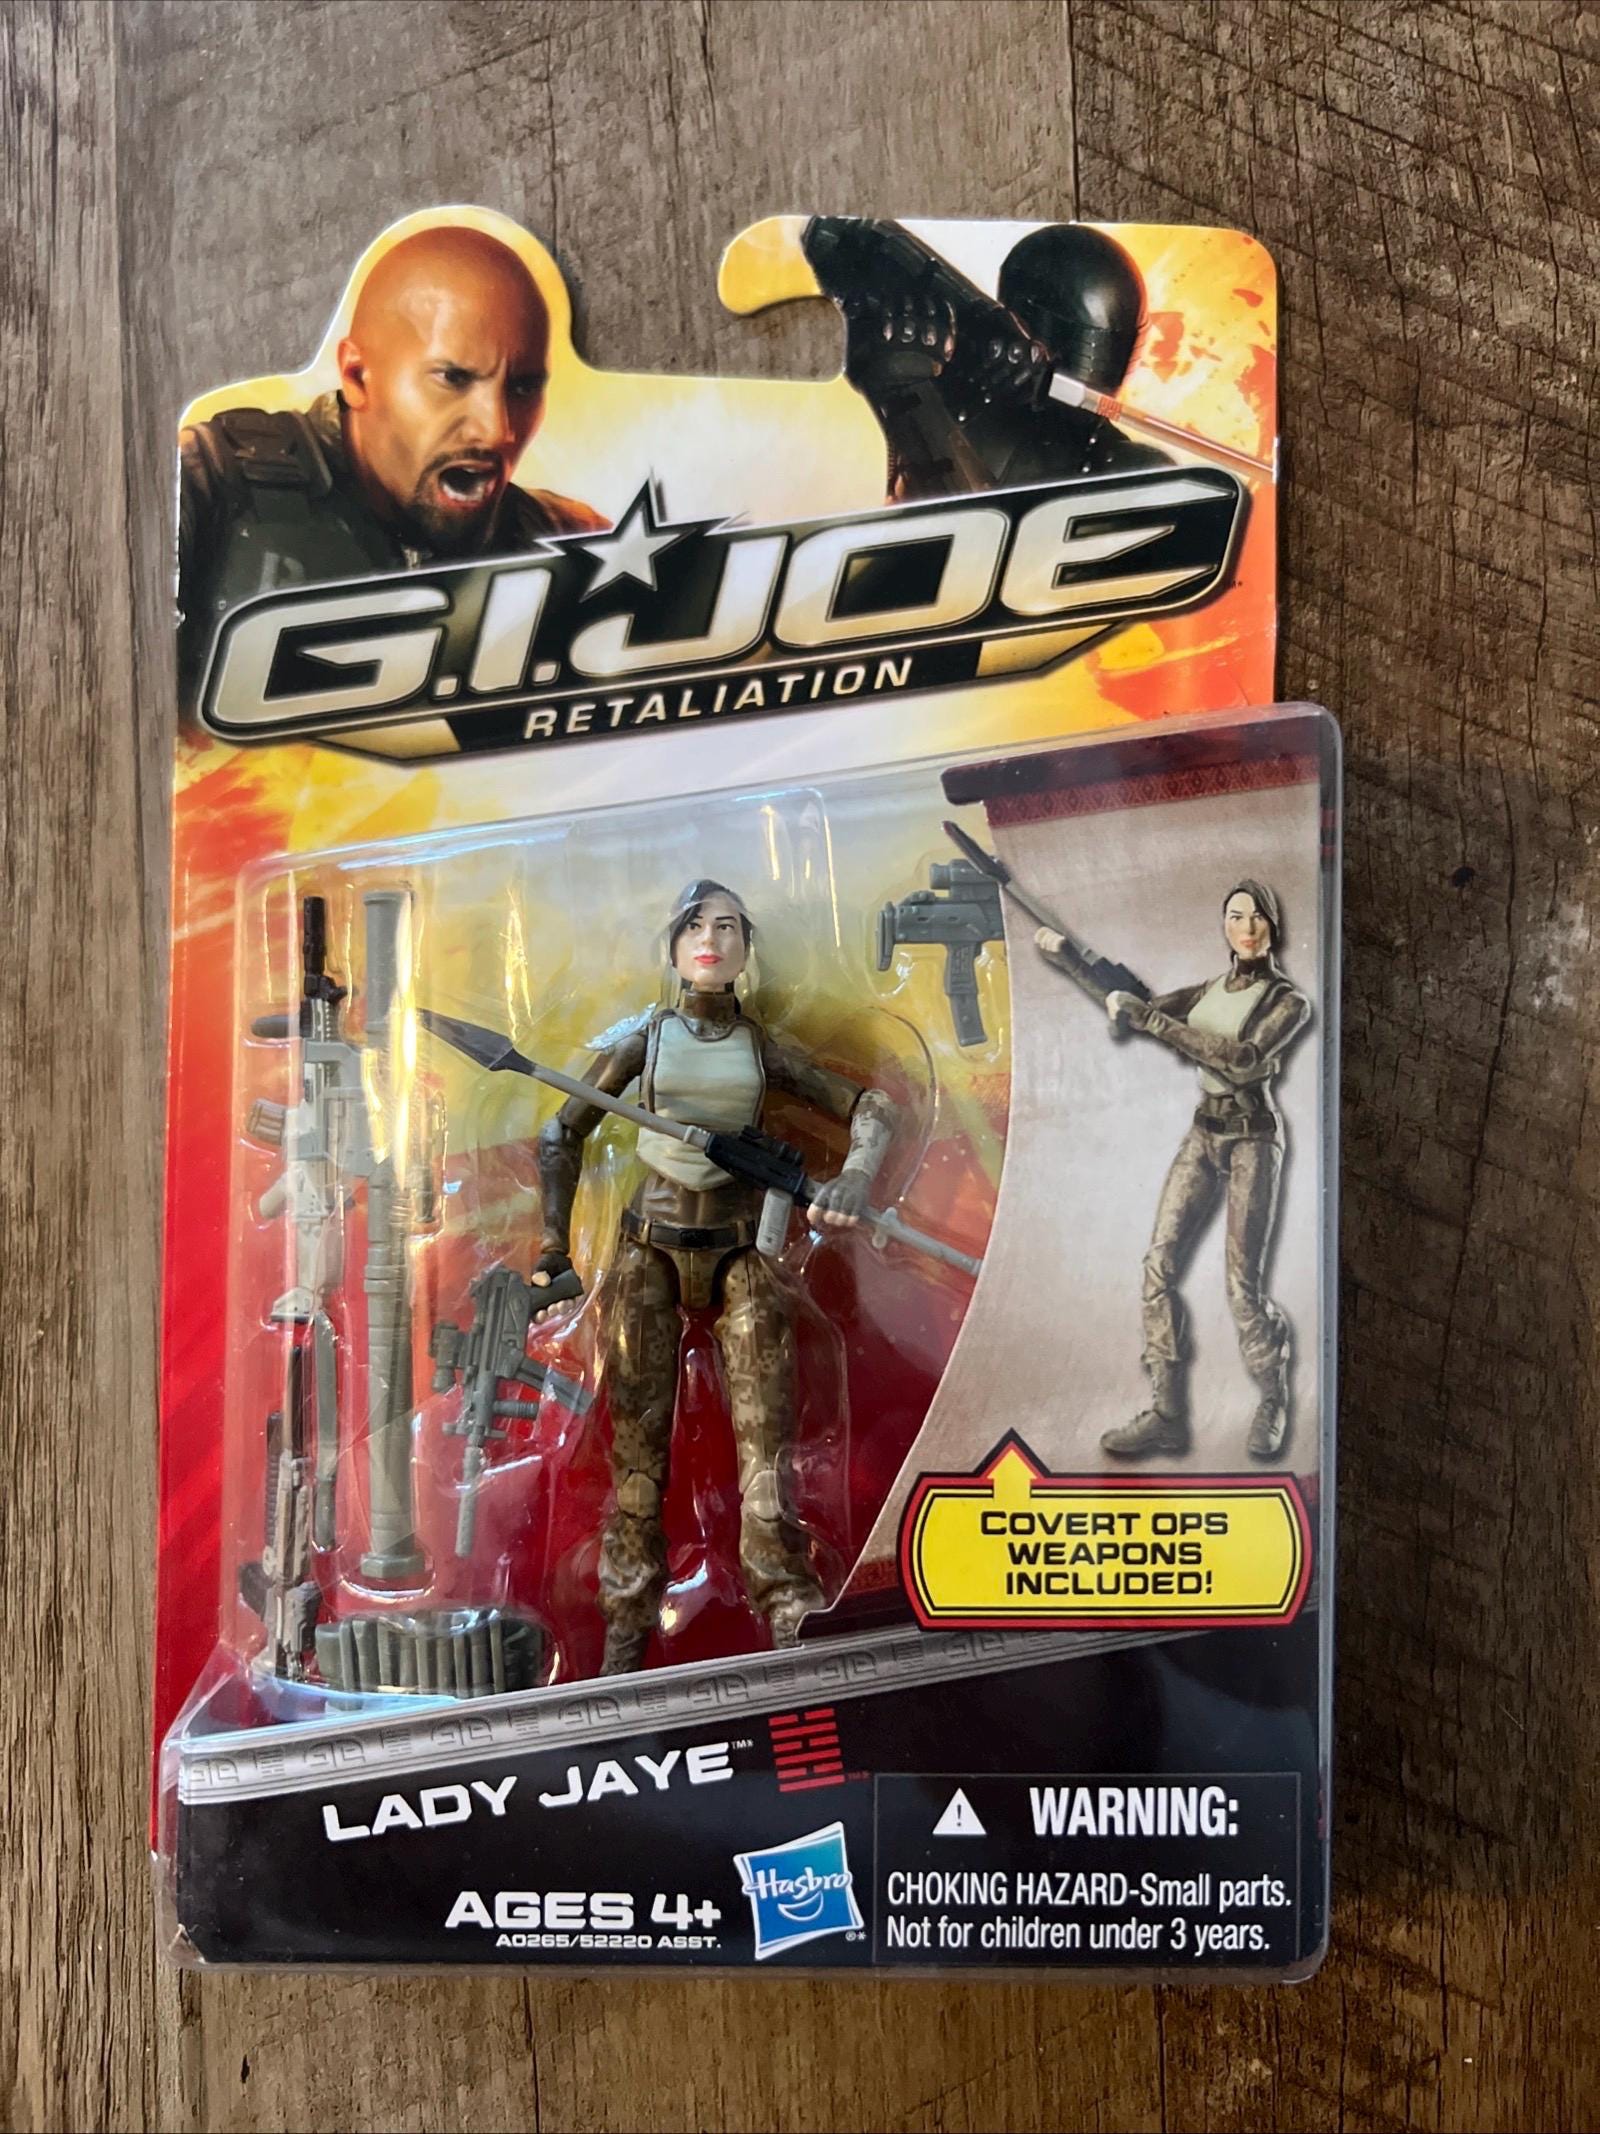 G.I.JOE
RETALIATION
COVERT OPS
WEAPONS
INCLUDED!
LADY JAYE™*
AGES 4+
A0265/52220 ASST.
Hasbro
®*
WARNING:
CHOKING HAZARD-Small parts.
Not for children under 3 years.